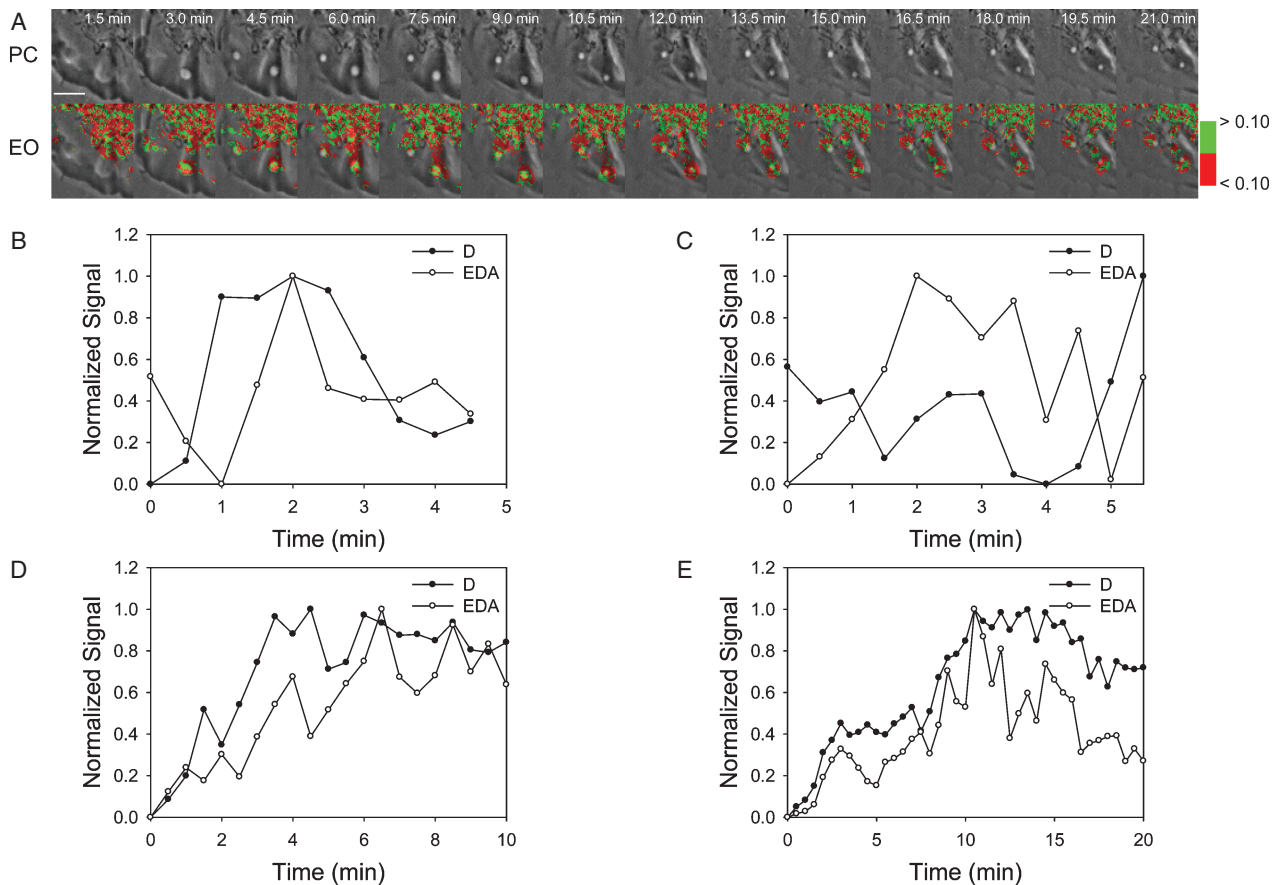 A
1.5 min 3.0 min 4.5 min 6.0 min 7.5 min 9.0 min 10.5 min 12.0 min 13.5 min 15.0 min 16.5 min 18.0 min 19.5 min 21.0 min
PC
EO
> 0.10
< 0.10
B
1.2
1.0
0.8
0.6
0.4
0.2
0.0
Normalized Signal
D
EDA
0 1 2 3 4 5
Time (min)
C
1.2
1.0
0.8
0.6
0.4
0.2
0.0
Normalized Signal
D
EDA
0 1 2 3 4 5
Time (min)
D
1.2
1.0
0.8
0.6
0.4
0.2
0.0
Normalized Signal
D
EDA
0 2 4 6 8 10
Time (min)
E
1.2
1.0
0.8
0.6
0.4
0.2
0.0
Normalized Signal
D
EDA
0 5 10 15 20
Time (min)